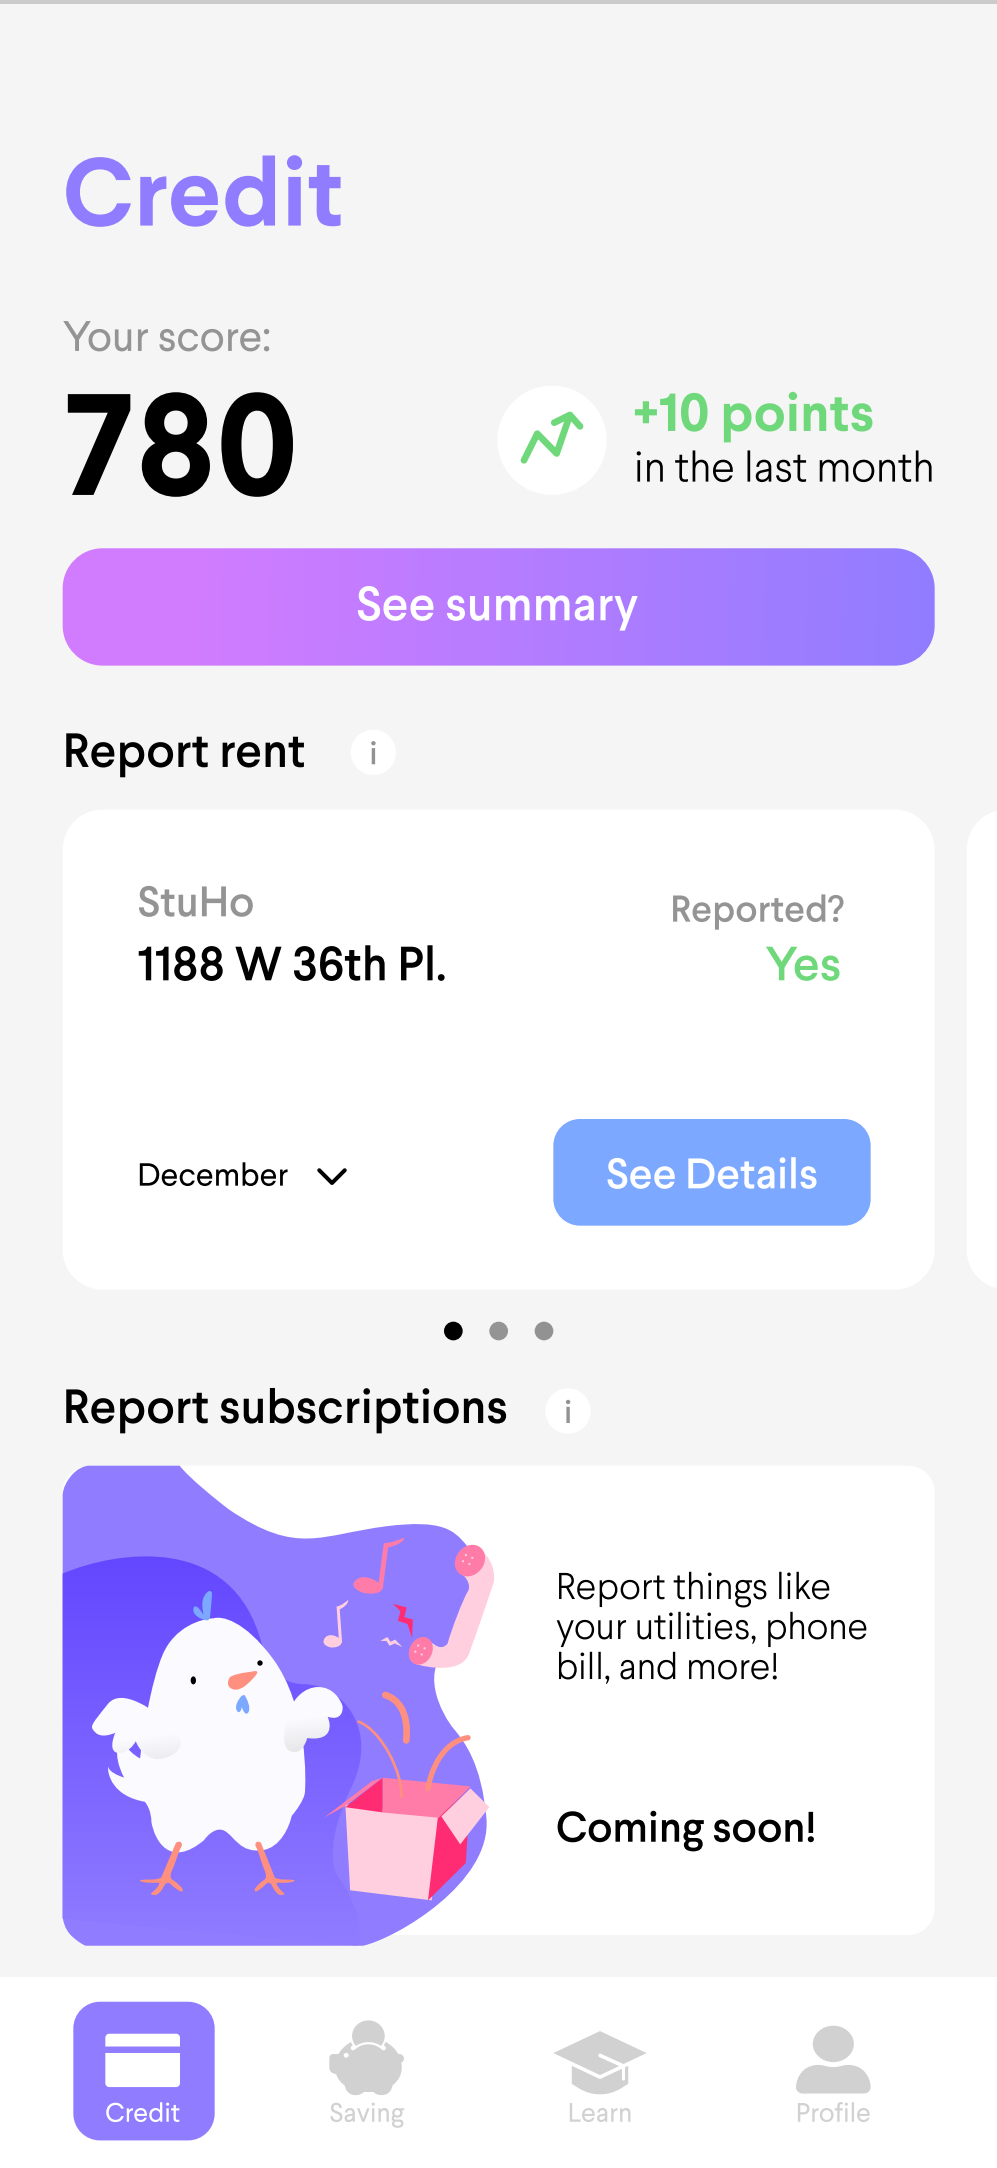 Credit
Your score:
780
+10 points
in the last month
See summary
Report rent
i
StuHo
1188 W 36th Pl.
Reported?
Yes
December
See Details
Report subscriptions
i
Report things like
your utilities, phone
bill, and more!
Coming soon!
Credit
Saving
Learn
Profile